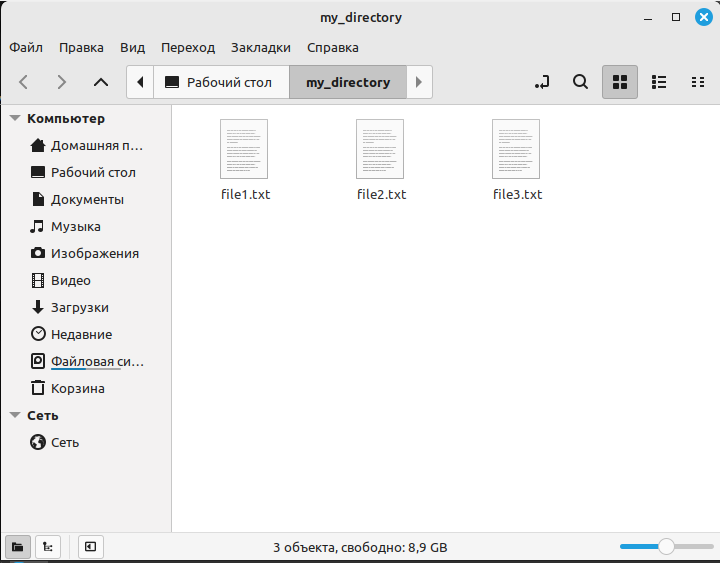 my_directory
Файл Правка Вид Переход Закладки Справка
Рабочий стол my_directory
Компьютер
Домашняя п...
Рабочий стол
Документы
Музыка
Изображения
Видео
Загрузки
Недавние
Файловая си...
Корзина
Сеть
Сеть
file1.txt file2.txt file3.txt
3 объекта, свободно: 8,9 GB